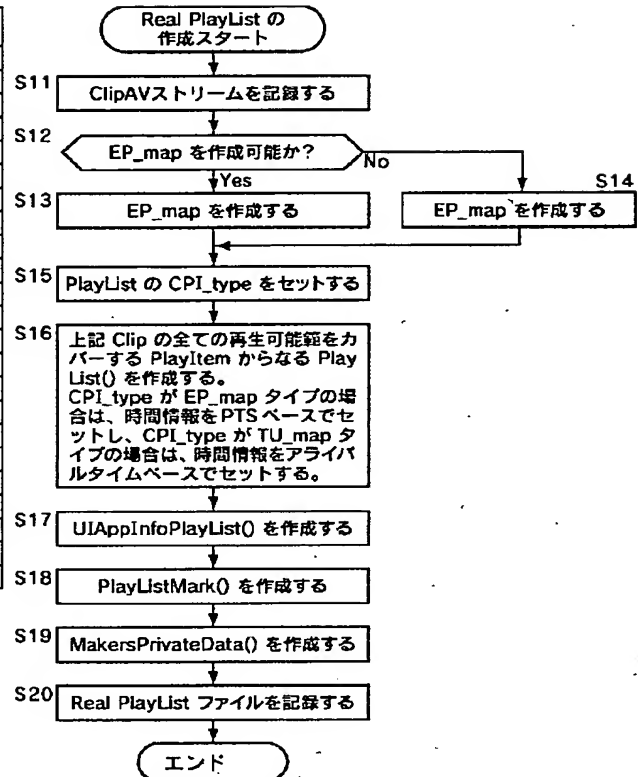 Real PlayList の
作成スタート
S11
ClipAVストリームを記録する
S12
EP_map を作成可能か?
No
Yes
S13
EP_map を作成する
S14
EP_map を作成する
S15
PlayList の CPI_type をセットする
S16
上記 Clip の全ての再生可能範をカ
バーする PlayItem からなる Play
List() を作成する。
CPI_type が EP_map タイプの場
合は、時間情報を PTS ベースでセ
ットし、CPI_type が TU_map タ
イプの場合は、時間情報をアライバ
ルタイムベースでセットする。
S17
UIAppInfoPlayList() を作成する
S18
PlayListMark() を作成する
S19
MakersPrivateData() を作成する
S20
Real PlayList ファイルを記録する
エンド